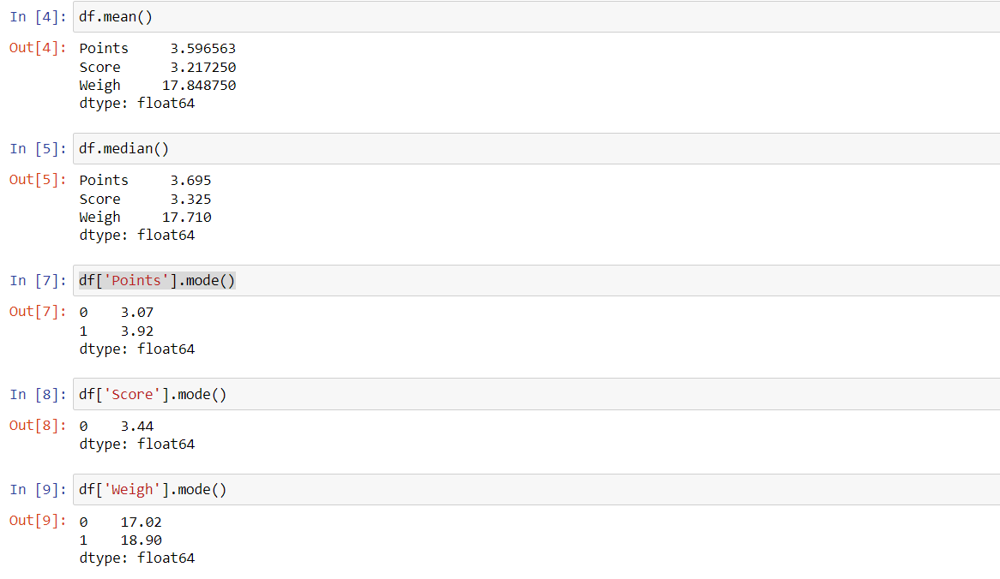 In [4]: df.mean()
Out[4]: Points     3.596563
Score      3.217250
Weigh     17.848750
dtype: float64
In [5]: df.median()
Out[5]: Points     3.695
Score      3.325
Weigh     17.710
dtype: float64
In [7]: df['Points'].mode()
Out[7]: 0    3.07
1    3.92
dtype: float64
In [8]: df['Score'].mode()
Out[8]: 0    3.44
dtype: float64
In [9]: df['Weigh'].mode()
Out[9]: 0    17.02
1    18.90
dtype: float64